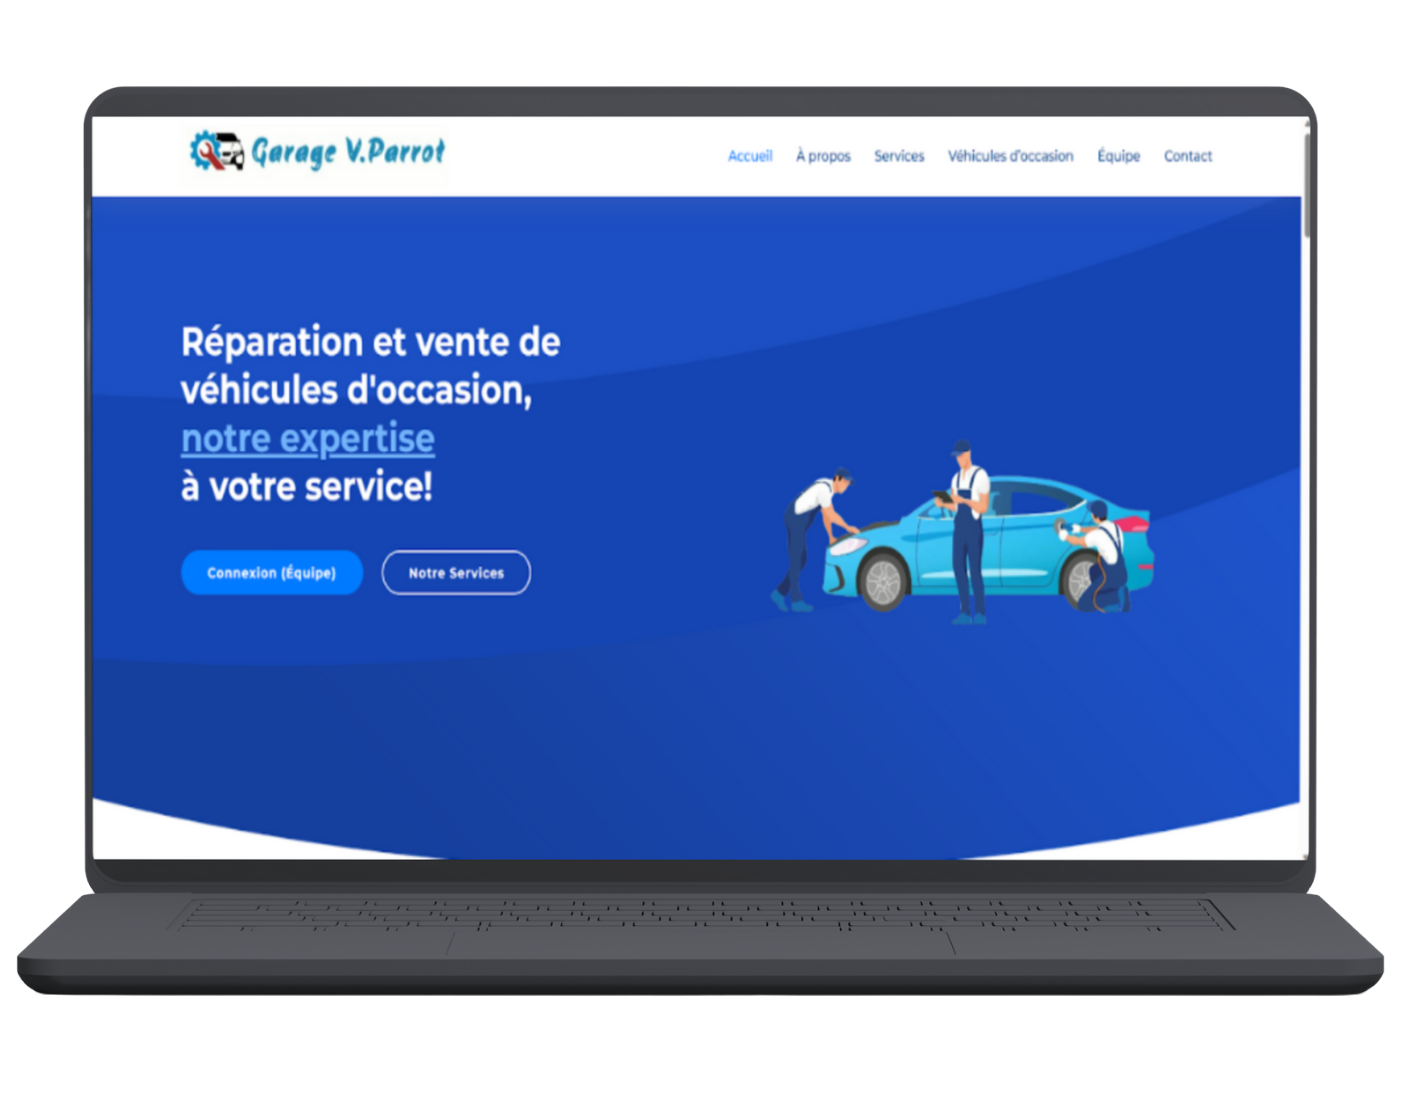 Garage V.Parrot
Accueil À propos Services Véhicules d'occasion Équipe Contact
Réparation et vente de
véhicules d'occasion,
notre expertise
à votre service!
Connexion (Équipe) Notre Services